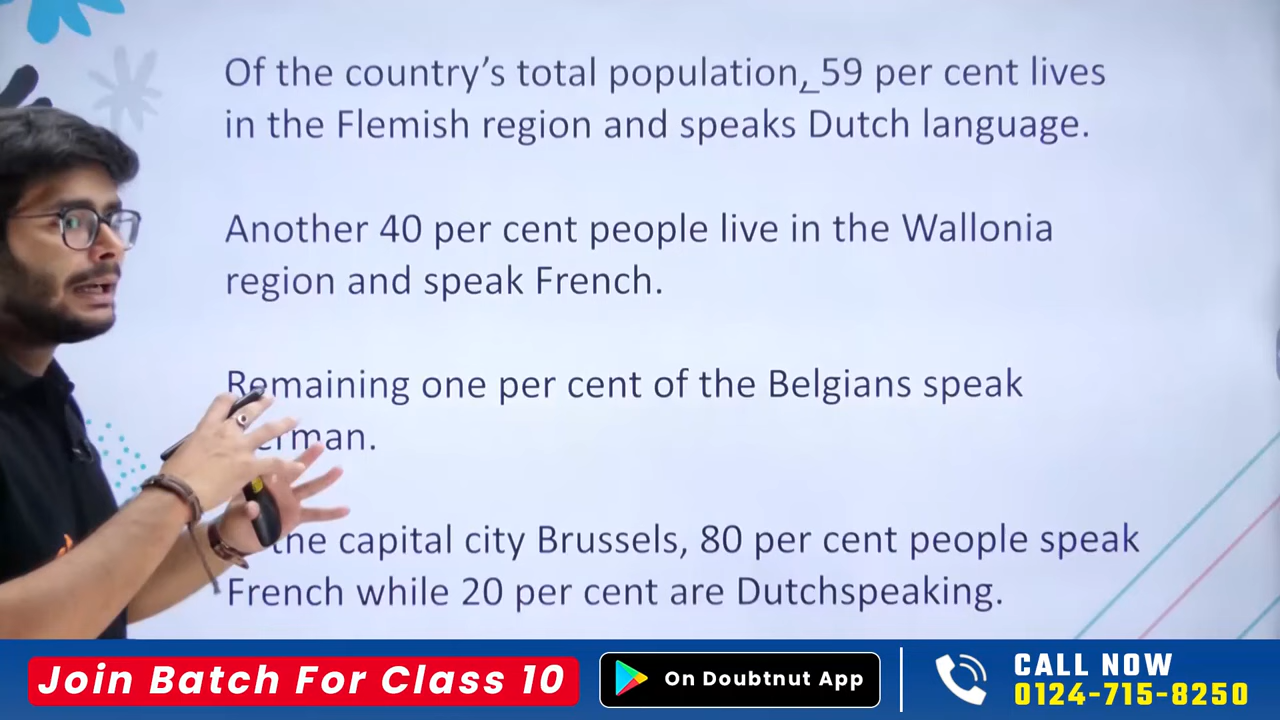 Of the country’s total population, 59 per cent lives
in the Flemish region and speaks Dutch language.
Another 40 per cent people live in the Wallonia
region and speak French.
Remaining one per cent of the Belgians speak
the capital city Brussels, 80 per cent people speak
French while 20 per cent are Dutchspeaking.
Join Batch For Class 10
On Doubtnut App
CALL NOW
0124-715-8250